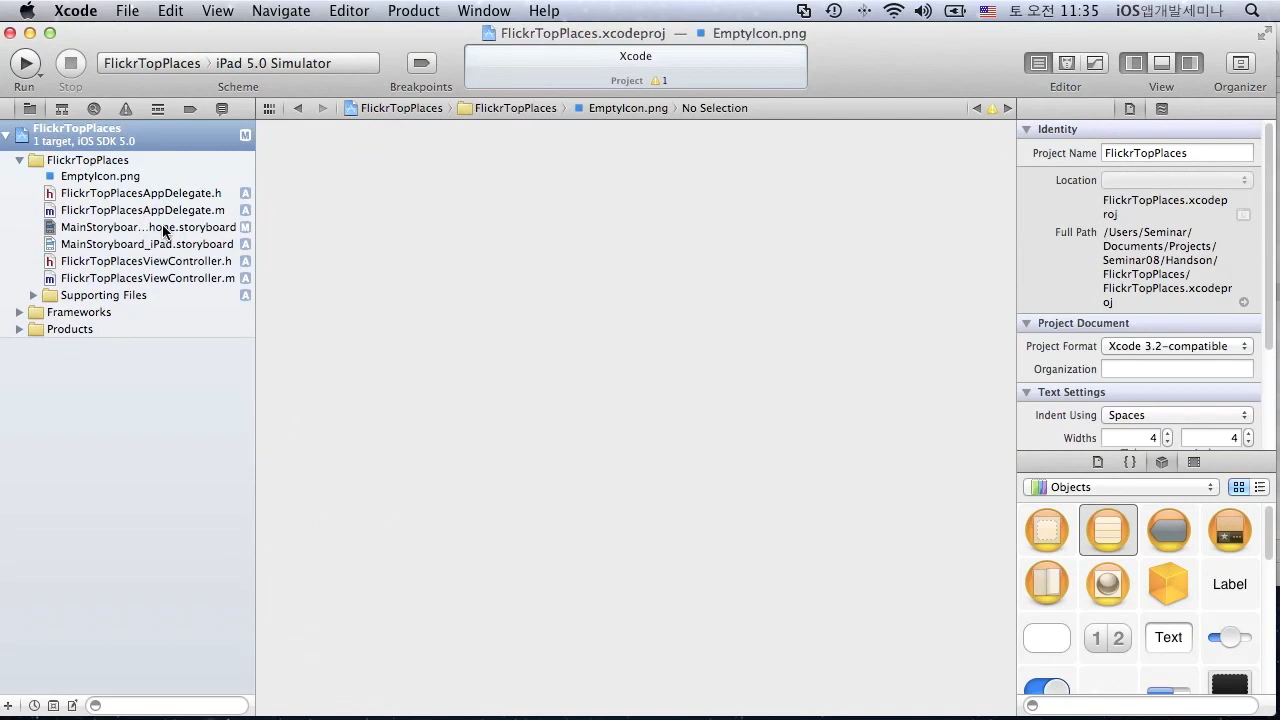 Xcode File Edit View Navigate Editor Product Window Help 토 오전 11:35 iOS앱개발세미나
FlickrTopPlaces.xcodeproj — EmptyIcon.png
FlickrTopPlaces iPad 5.0 Simulator
Xcode
Project 1
Run Stop Scheme Breakpoints Editor View Organizer
FlickrTopPlaces FlickrTopPlaces EmptyIcon.png No Selection
FlickrTopPlaces M
1 target, iOS SDK 5.0
FlickrTopPlaces
EmptyIcon.png
h FlickrTopPlacesAppDelegate.h A
m FlickrTopPlacesAppDelegate.m A
MainStoryboar...hone.storyboard M
MainStoryboard_iPad.storyboard A
h FlickrTopPlacesViewController.h A
m FlickrTopPlacesViewController.m A
Supporting Files A
Frameworks
Products
Identity
Project Name FlickrTopPlaces
Location
FlickrTopPlaces.xcodep
roj
Full Path /Users/Seminar/
Documents/Projects/
Seminar08/Handson/
FlickrTopPlaces/
FlickrTopPlaces.xcodepr
oj
Project Document
Project Format Xcode 3.2-compatible
Organization
Text Settings
Indent Using Spaces
Widths 4 4
Objects
Label
1 2 Text